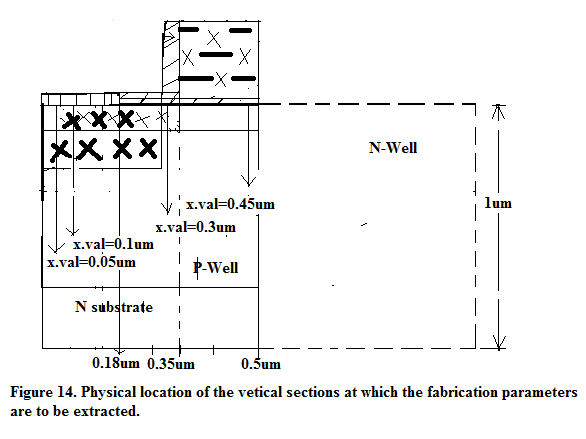 N-Well
1um
x.val=0.45um
x.val=0.3um
x.val=0.1um
x.val=0.05um
P-Well
N substrate
0.18um 0.35um 0.5um
Figure 14. Physical location of the vetical sections at which the fabrication parameters
are to be extracted.